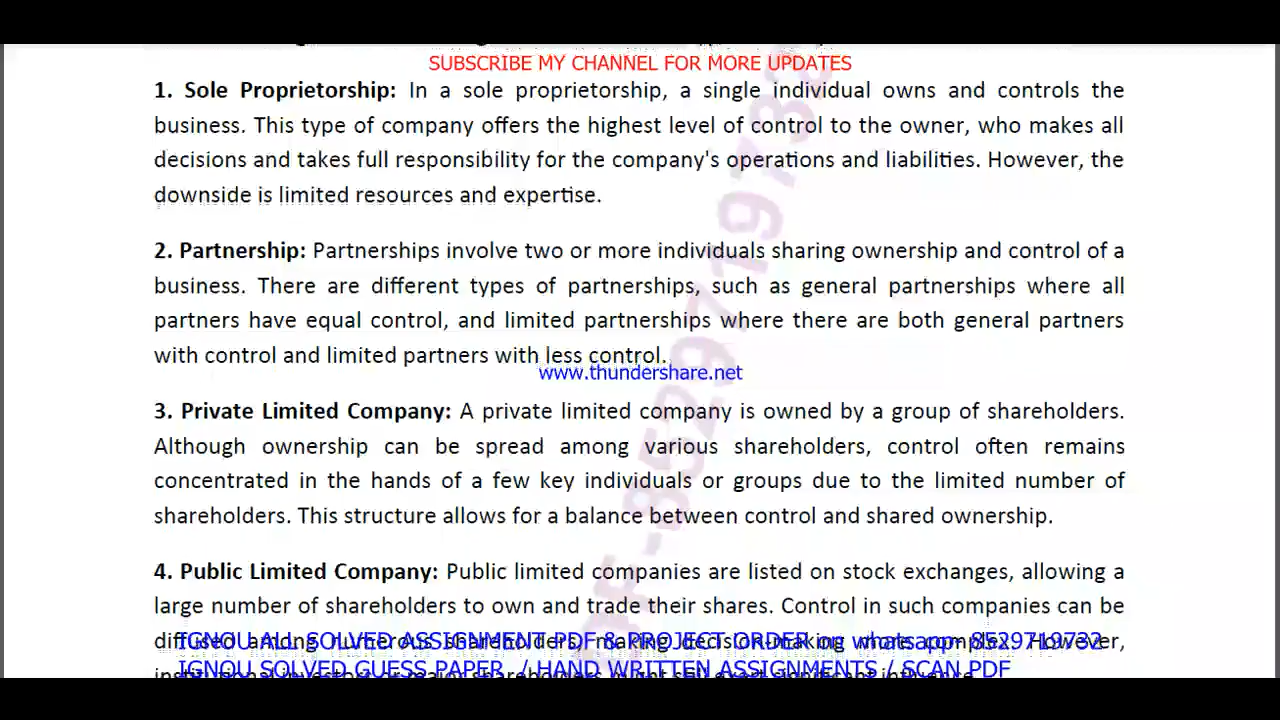 SUBSCRIBE MY CHANNEL FOR MORE UPDATES
1. Sole Proprietorship: In a sole proprietorship, a single individual owns and controls the
business. This type of company offers the highest level of control to the owner, who makes all
decisions and takes full responsibility for the company's operations and liabilities. However, the
downside is limited resources and expertise.
2. Partnership: Partnerships involve two or more individuals sharing ownership and control of a
business. There are different types of partnerships, such as general partnerships where all
partners have equal control, and limited partnerships where there are both general partners
with control and limited partners with less control.
www.thundershare.net
3. Private Limited Company: A private limited company is owned by a group of shareholders.
Although ownership can be spread among various shareholders, control often remains
concentrated in the hands of a few key individuals or groups due to the limited number of
shareholders. This structure allows for a balance between control and shared ownership.
4. Public Limited Company: Public limited companies are listed on stock exchanges, allowing a
large number of shareholders to own and trade their shares. Control in such companies can be
diffused among numerous shareholders, making decision-making more complex. However,
IGNOU ALL SOLVED ASSIGNMENT PDF & PROJECT ORDER on whatsapp- 8529719732
IGNOU SOLVED GUESS PAPER / HAND WRITTEN ASSIGNMENTS / SCAN PDF